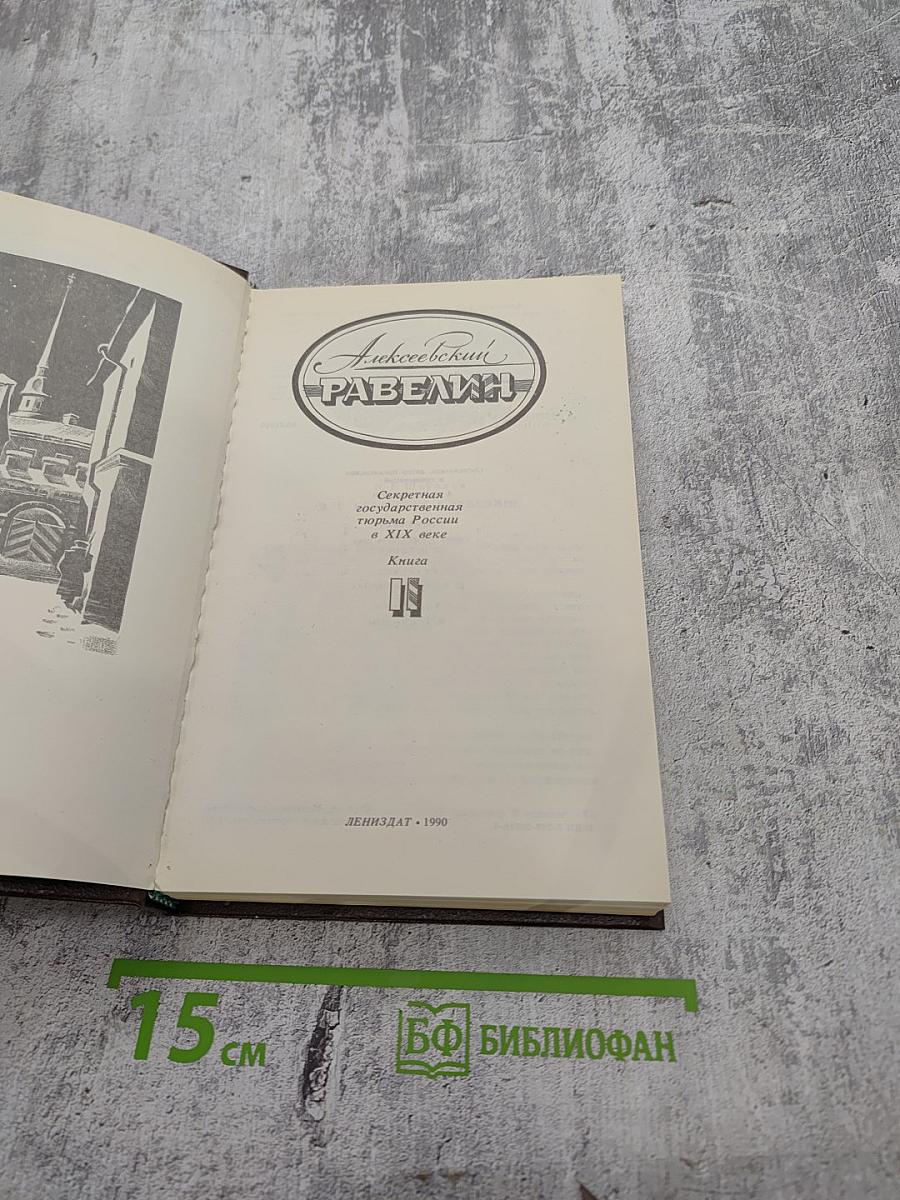 Алексеевский
РАВЕЛИН
Секретная
государственная
тюрьма России
в XIX веке
Книга
II
ЛЕНИЗДАТ • 1990
15 см
БФ БИБЛИОФАН